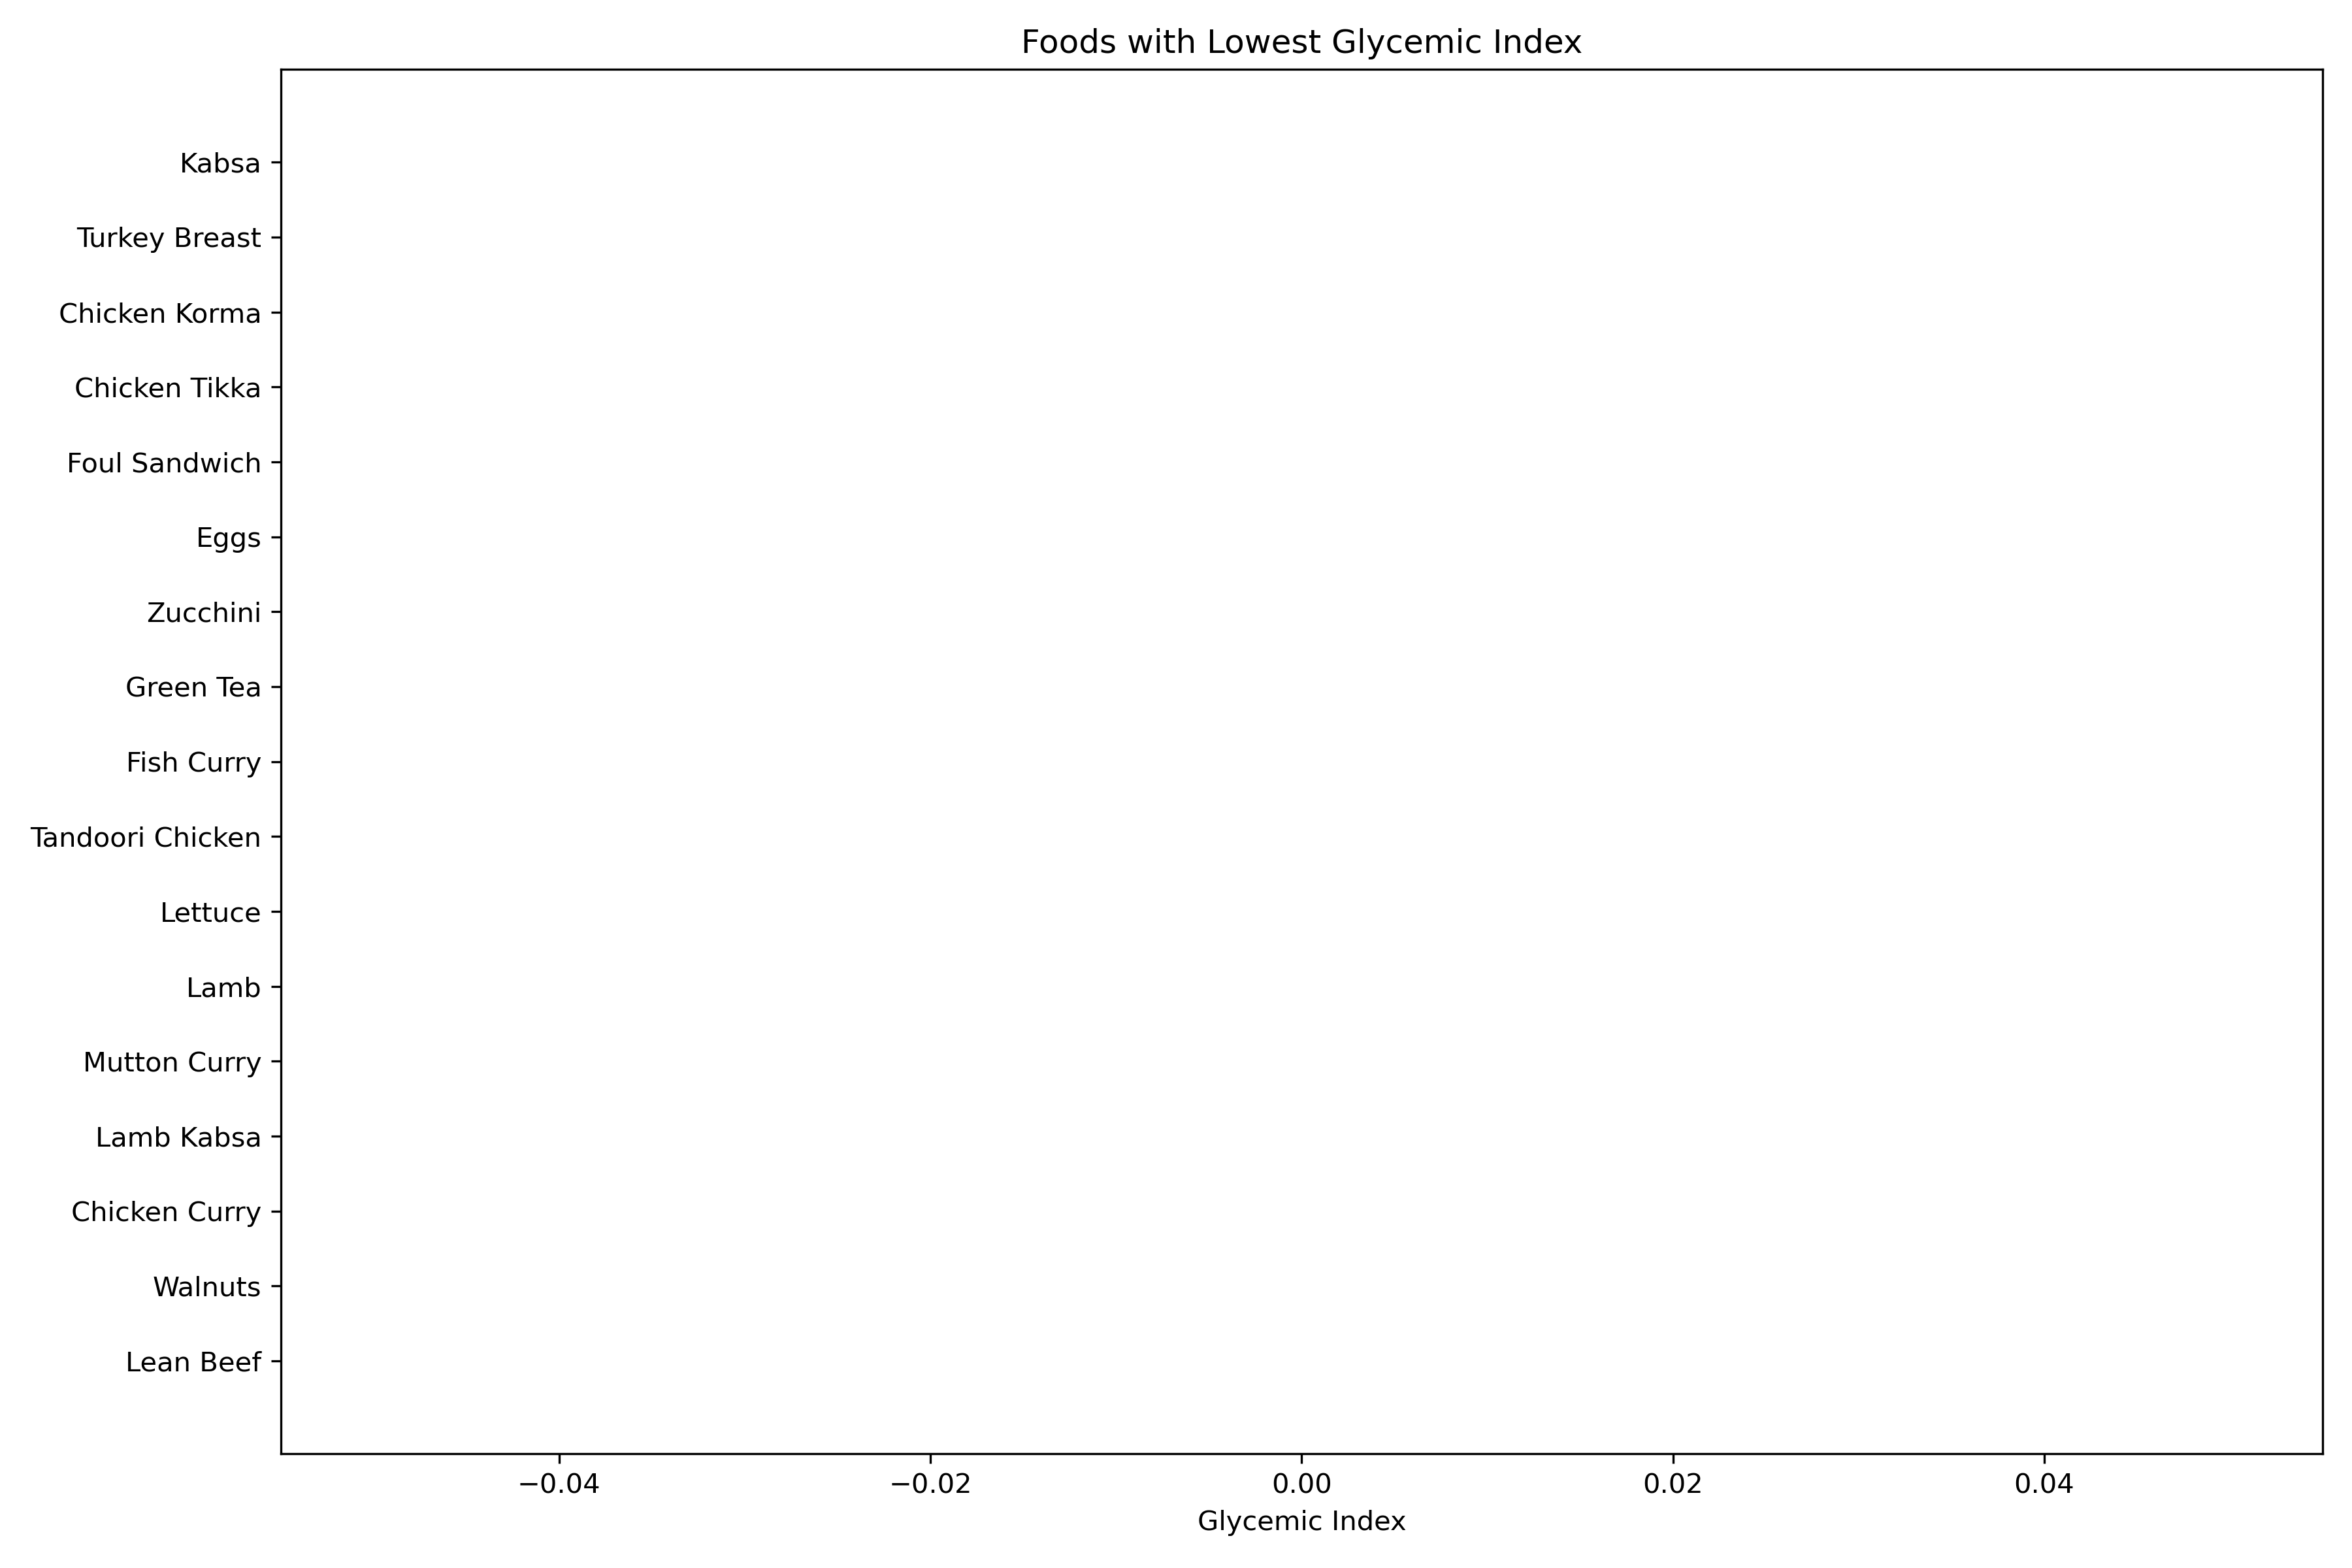 Foods with Lowest Glycemic Index
Kabsa
Turkey Breast
Chicken Korma
Chicken Tikka
Foul Sandwich
Eggs
Zucchini
Green Tea
Fish Curry
Tandoori Chicken
Lettuce
Lamb
Mutton Curry
Lamb Kabsa
Chicken Curry
Walnuts
Lean Beef
−0.04 −0.02 0.00 0.02 0.04
Glycemic Index